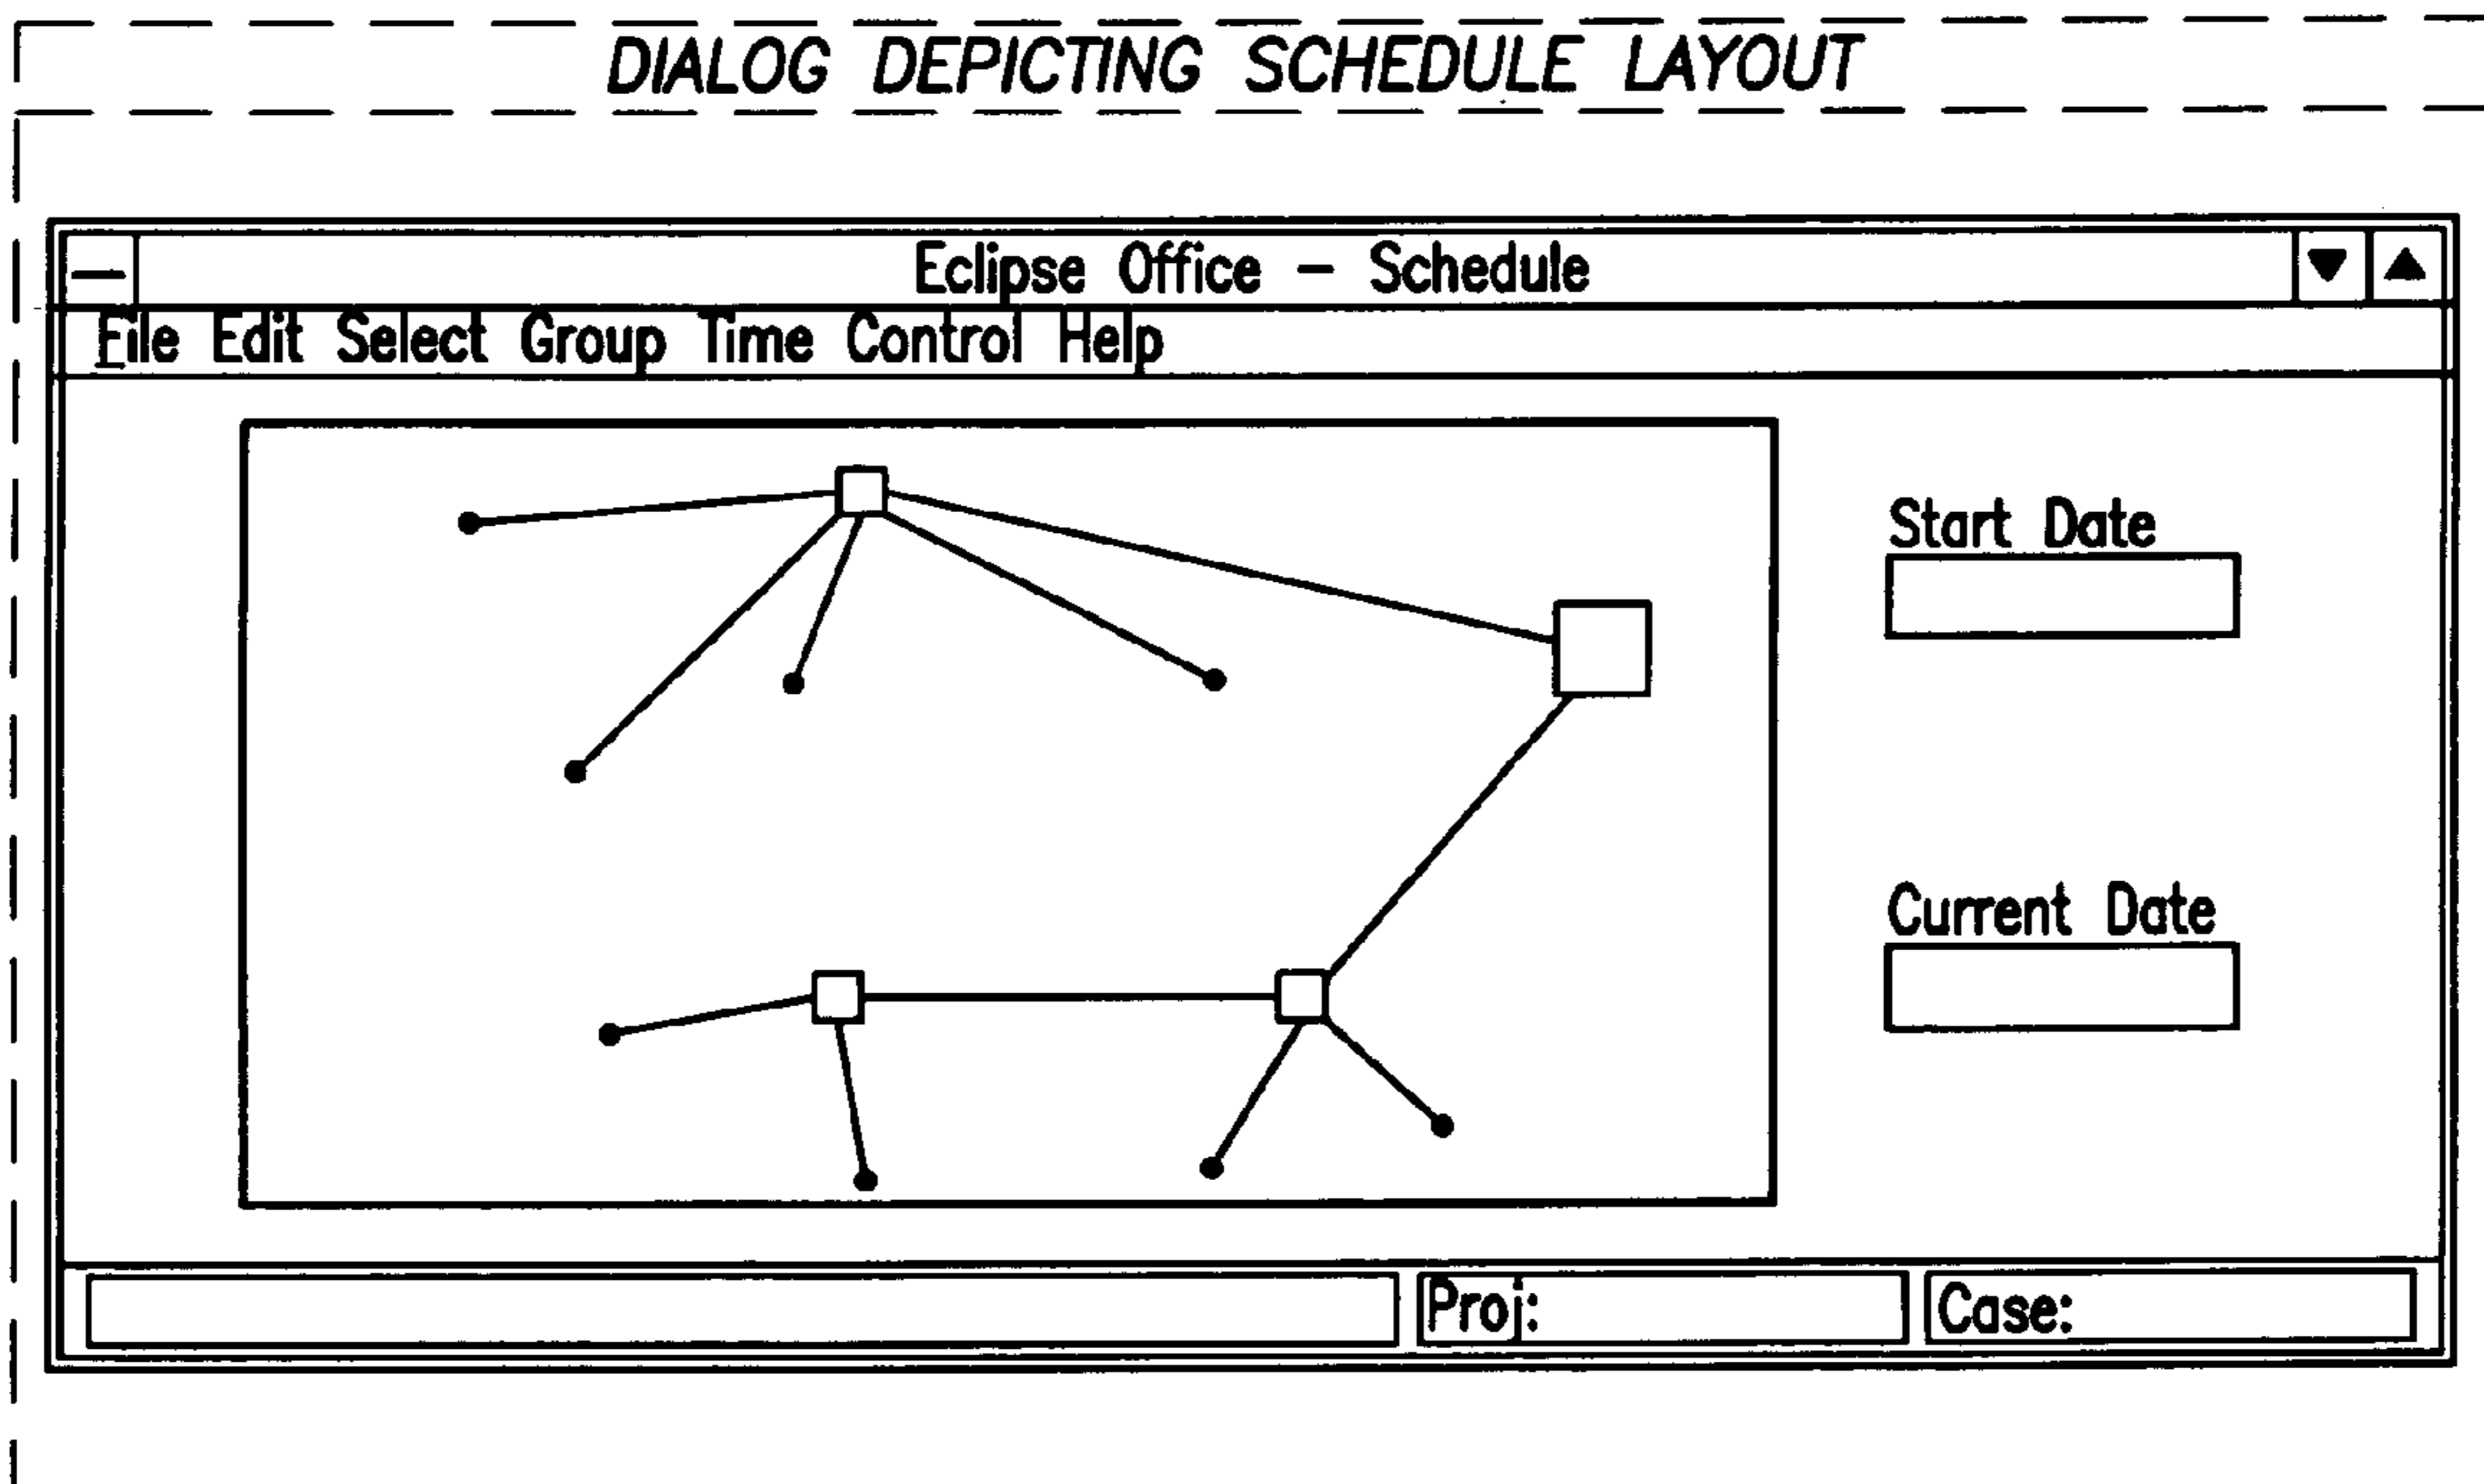 DIALOG DEPICTING SCHEDULE LAYOUT
Eclipse Office – Schedule
File Edit Select Group Time Control Help
Start Date
Current Date
Proj:
Case: